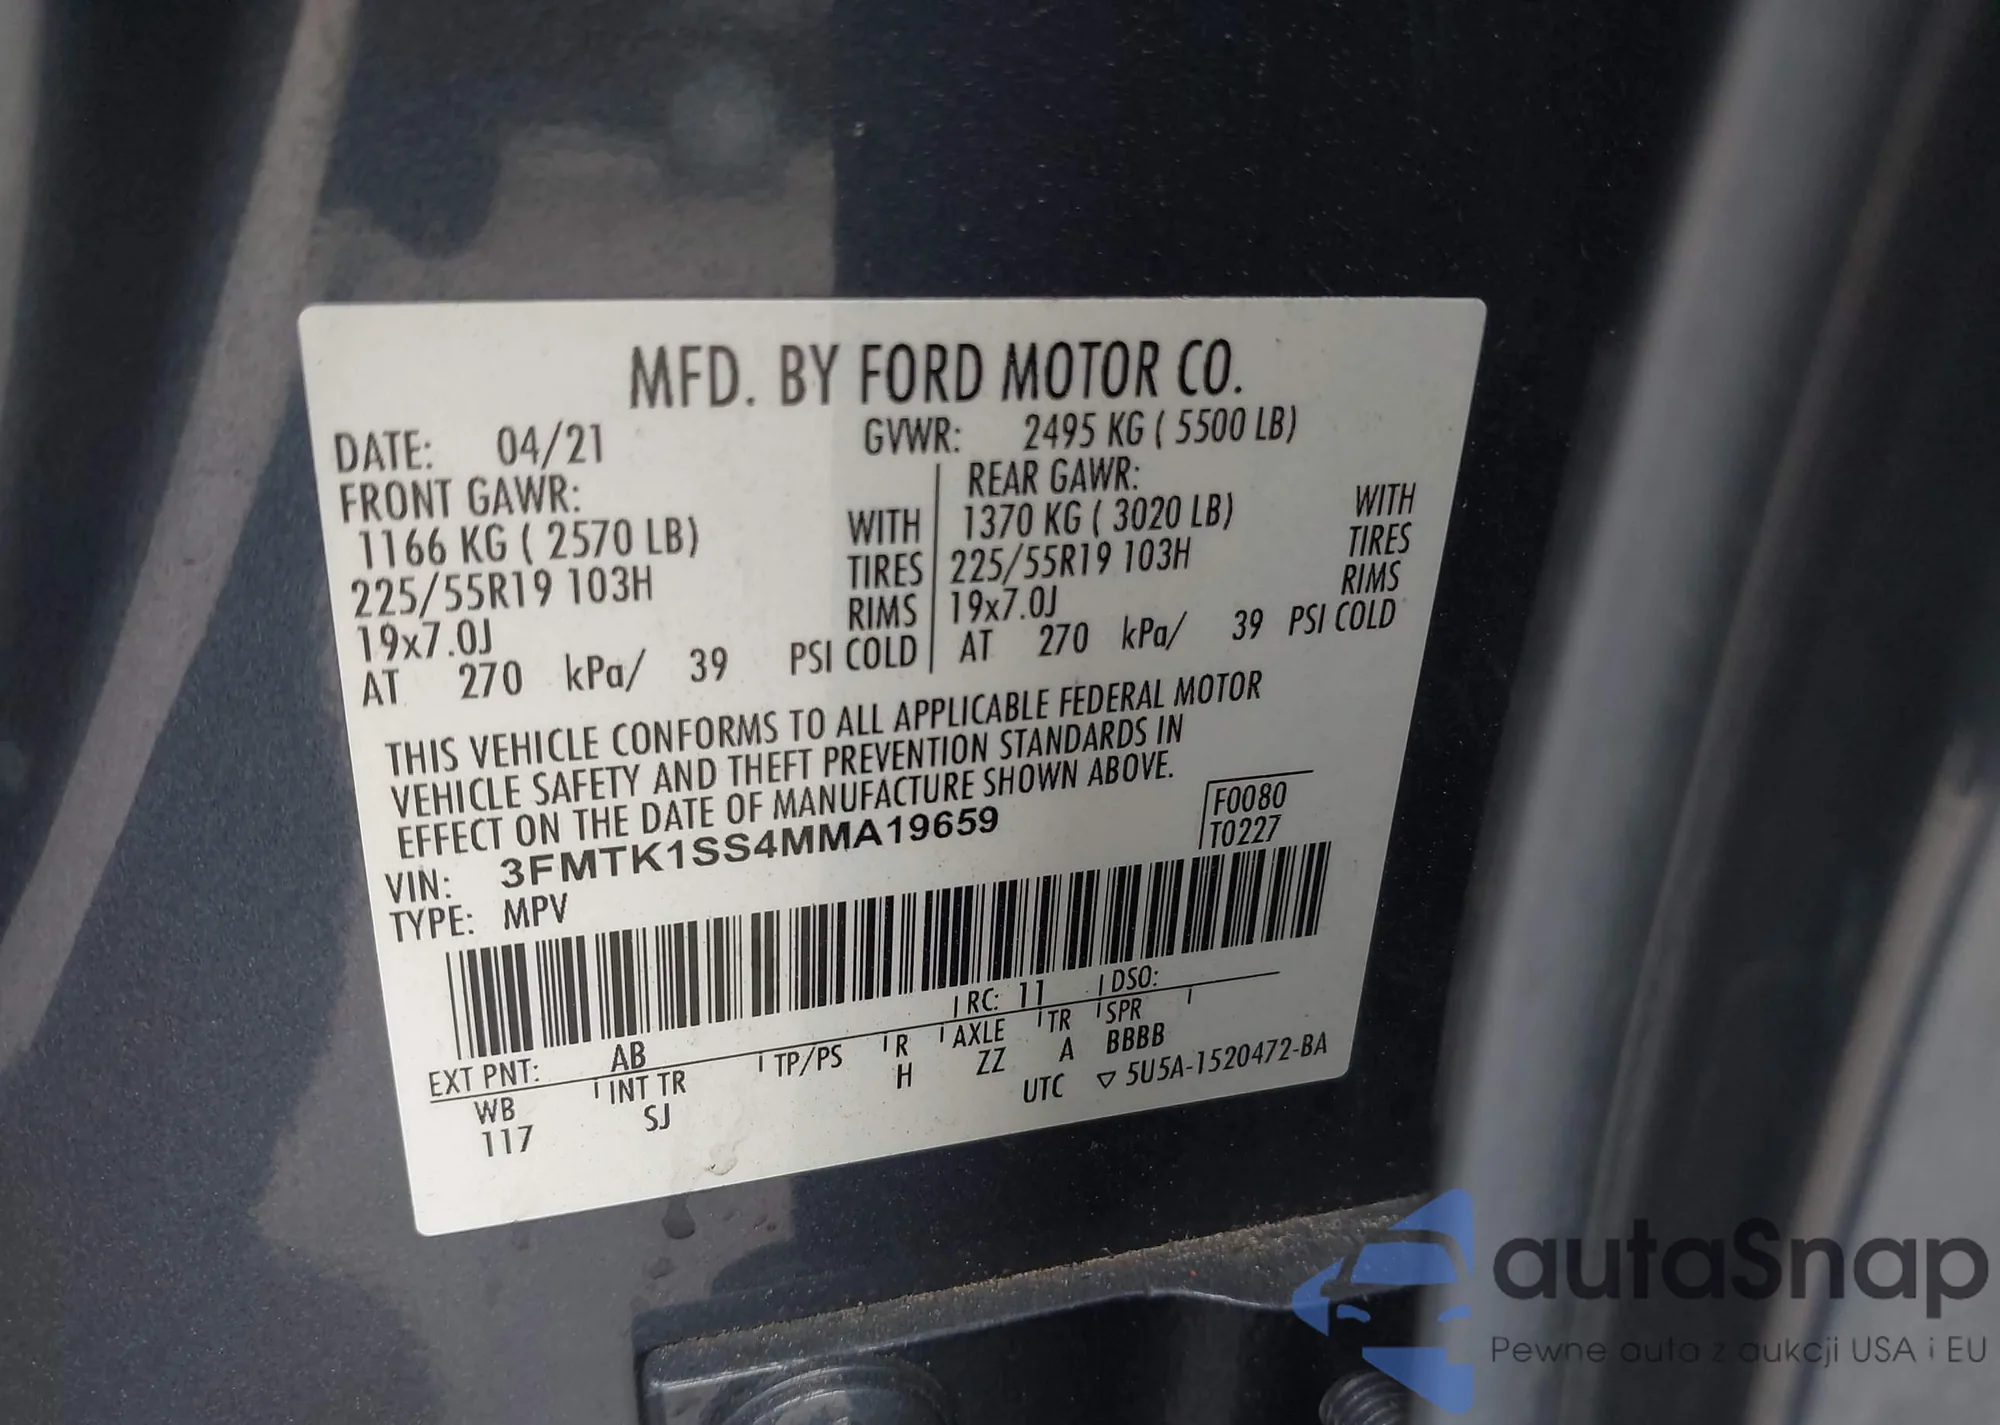 MFD. BY FORD MOTOR CO.
DATE: 04/21 GVWR: 2495 KG ( 5500 LB)
FRONT GAWR: REAR GAWR:
1166 KG ( 2570 LB) WITH 1370 KG ( 3020 LB) WITH
225/55R19 103H TIRES 225/55R19 103H TIRES
19x7.0J RIMS 19x7.0J RIMS
AT 270 kPa/ 39 PSI COLD AT 270 kPa/ 39 PSI COLD
THIS VEHICLE CONFORMS TO ALL APPLICABLE FEDERAL MOTOR
VEHICLE SAFETY AND THEFT PREVENTION STANDARDS IN
EFFECT ON THE DATE OF MANUFACTURE SHOWN ABOVE.
F0080
VIN: 3FMTK1SS4MMA19659 T0227
TYPE: MPV
EXT PNT: AB RC: 11 DSO:
WB INT TR TP/PS R AXLE TR SPR
117 SJ H ZZ A BBBB
UTC ▽ 5U5A-1520472-BA
autaSnap
Pewne auta z aukcji USA i EU